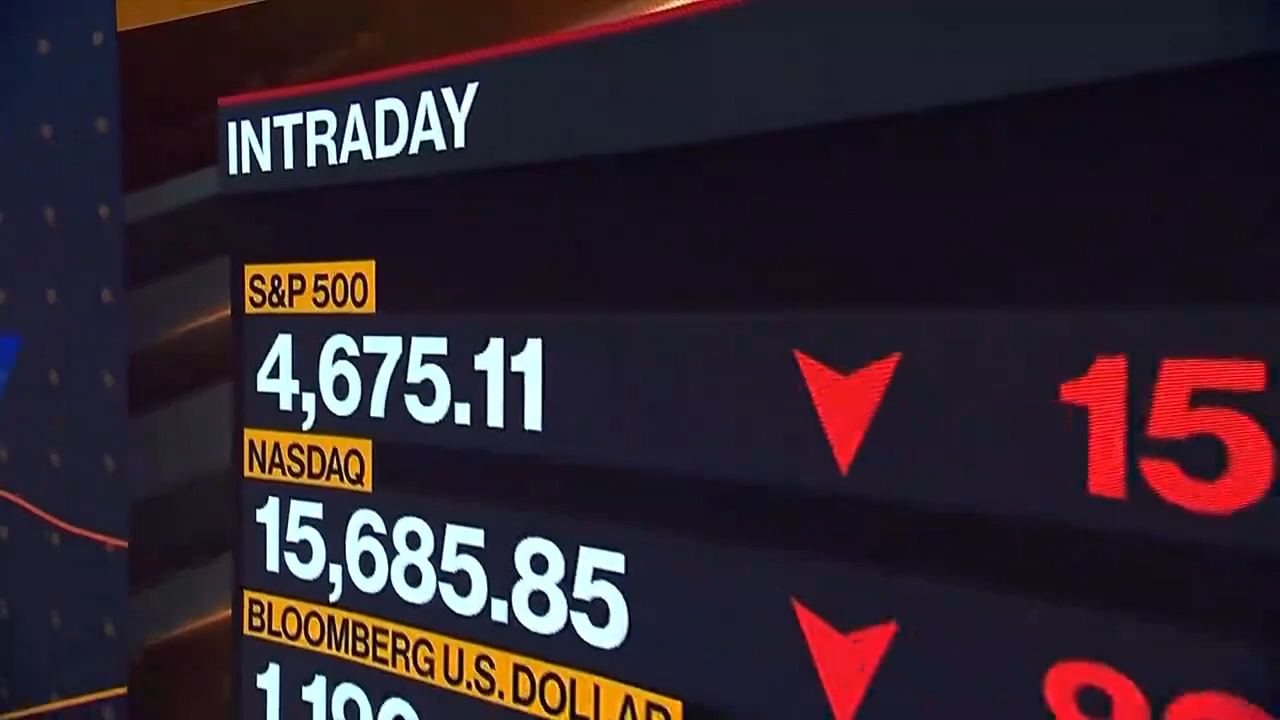 INTRADAY
S&P 500
4,675.11
15
NASDAQ
15,685.85
BLOOMBERG U.S. DOLLAR